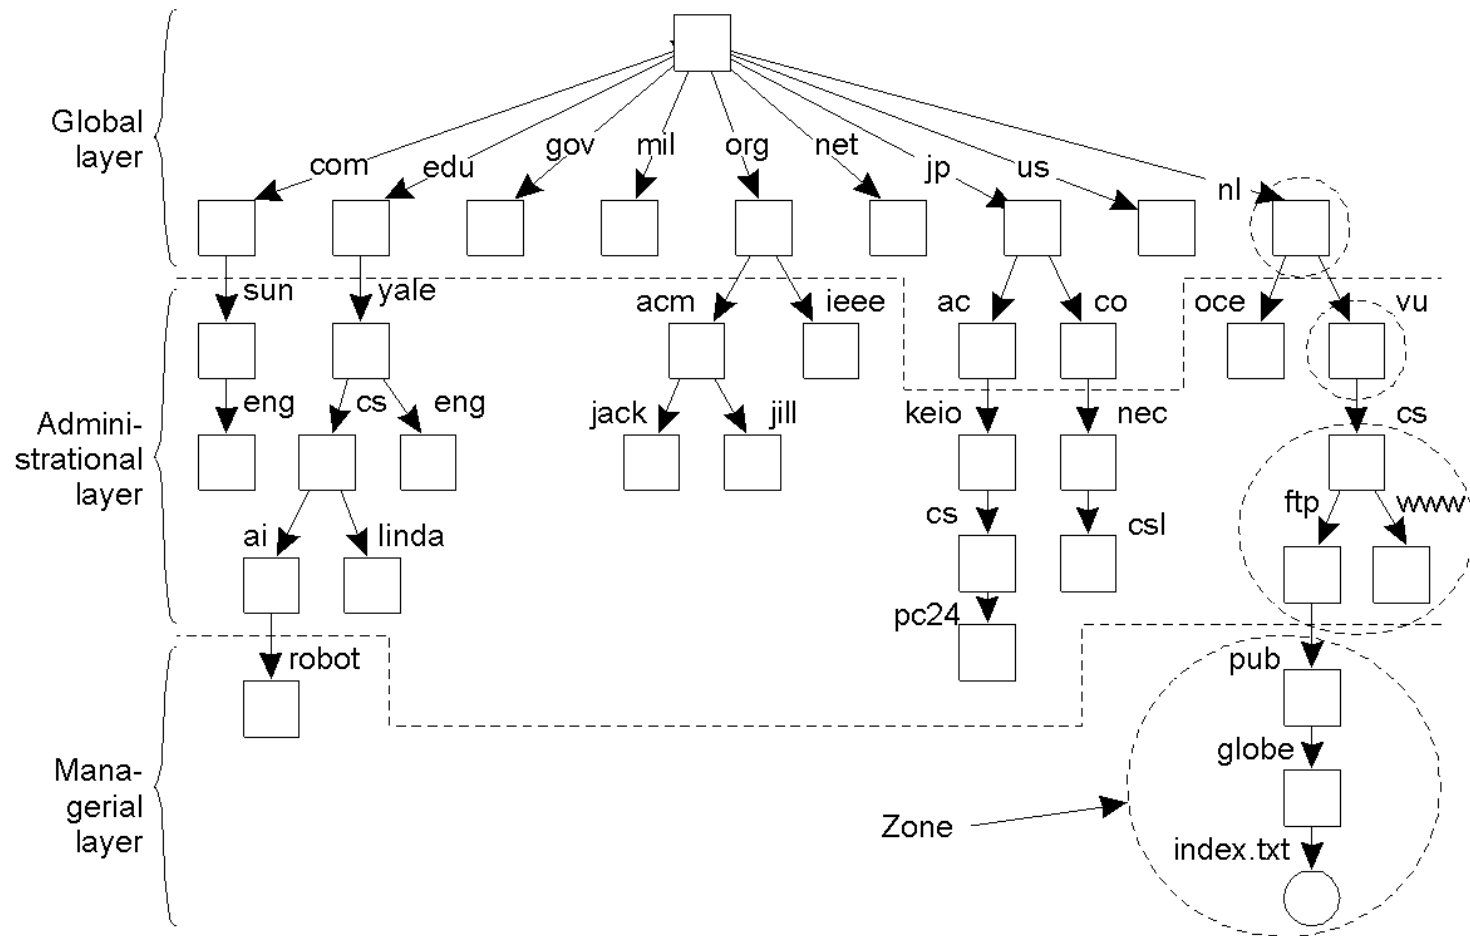 Global
layer
com
edu
gov
mil
org
net
jp
us
nl
sun
yale
acm
ieee
ac
co
oce
vu
Admini-
strational
layer
eng
cs
eng
jack
jill
keio
nec
cs
ai
linda
cs
csl
ftp
www
pc24
robot
pub
Mana-
gerial
layer
globe
Zone
index.txt